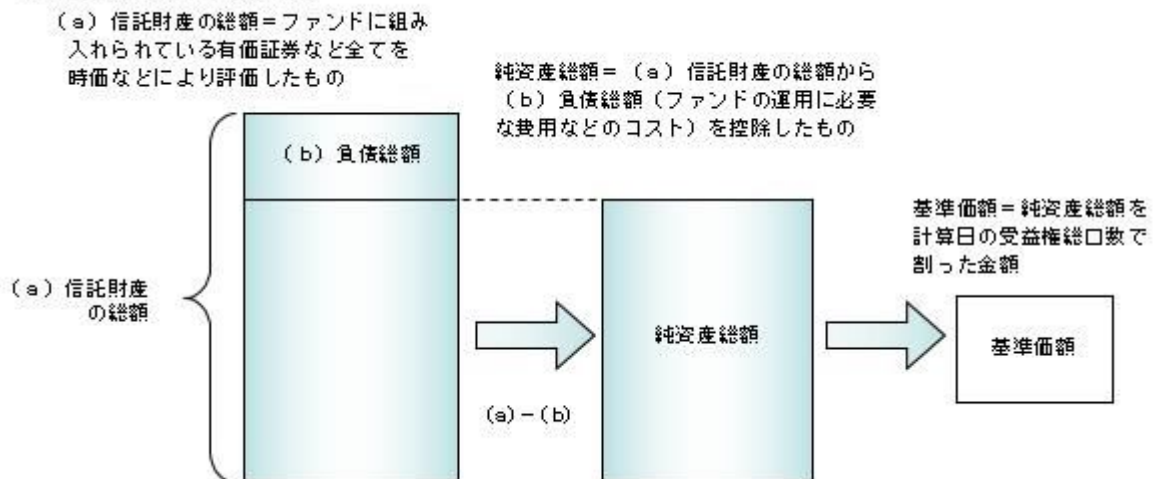 （a）信託財産の総額＝ファンドに組み
入れられている有価証券など全てを
時価などにより評価したもの
純資産総額＝（a）信託財産の総額から
（b）負債総額（ファンドの運用に必要
な費用などのコスト）を控除したもの
（b）負債総額
基準価額＝純資産総額を
計算日の受益権総口数で
割った金額
（a）信託財産
の総額
純資産総額
基準価額
(a)－(b)